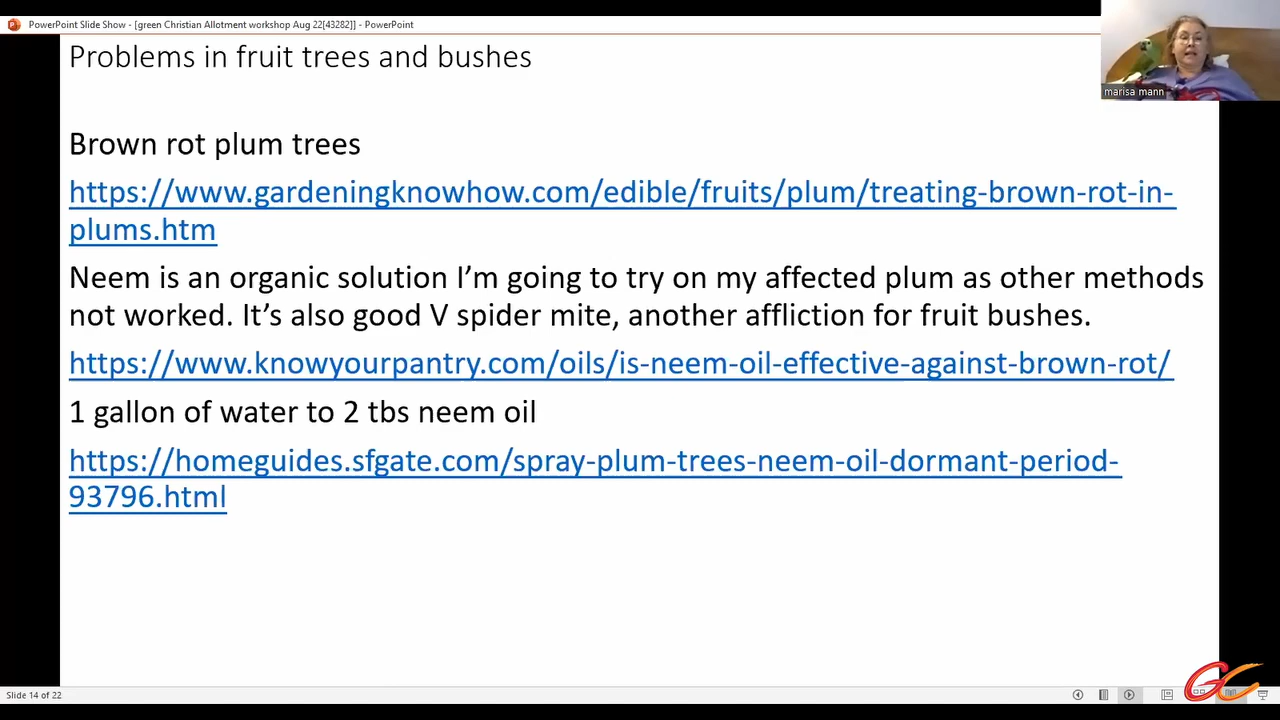 PowerPoint Slide Show - [green Christian Allotment workshop Aug 22[43282]] - PowerPoint
marisa mann
Problems in fruit trees and bushes
Brown rot plum trees
https://www.gardeningknowhow.com/edible/fruits/plum/treating-brown-rot-in-
plums.htm
Neem is an organic solution I’m going to try on my affected plum as other methods
not worked. It’s also good V spider mite, another affliction for fruit bushes.
https://www.knowyourpantry.com/oils/is-neem-oil-effective-against-brown-rot/
1 gallon of water to 2 tbs neem oil
https://homeguides.sfgate.com/spray-plum-trees-neem-oil-dormant-period-
93796.html
Slide 14 of 22
GC